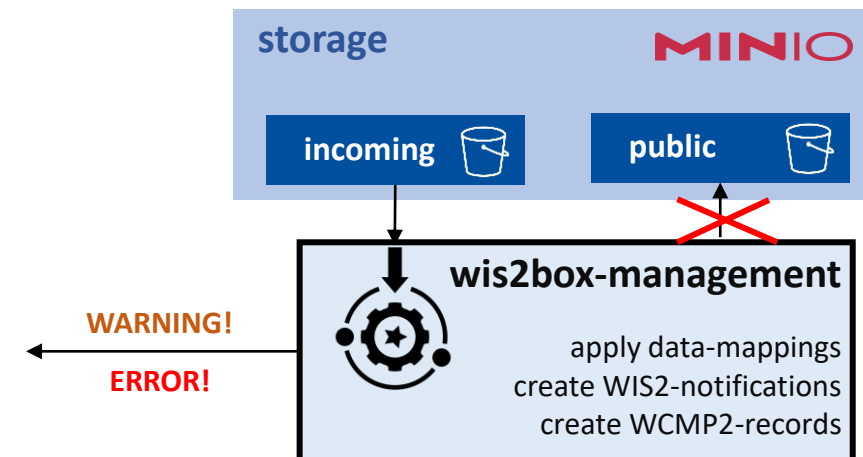 storage
MINIO
incoming
public
wis2box-management
WARNING!
ERROR!
apply data-mappings
create WIS2-notifications
create WCMP2-records